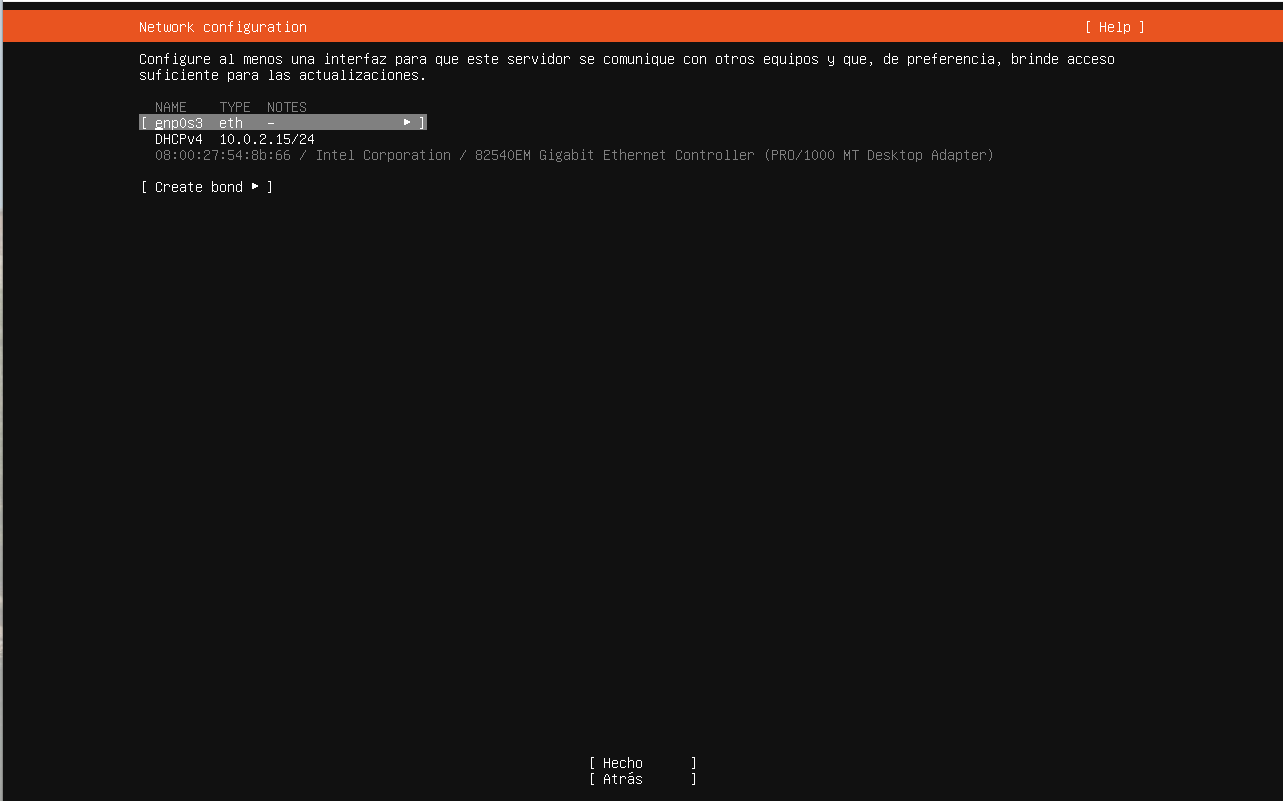 Network configuration [ Help ]
Configure al menos una interfaz para que este servidor se comunique con otros equipos y que, de preferencia, brinde acceso
suficiente para las actualizaciones.
NAME TYPE NOTES
[ enp0s3 eth – ▸ ]
DHCPv4 10.0.2.15/24
08:00:27:54:8b:66 / Intel Corporation / 82540EM Gigabit Ethernet Controller (PRO/1000 MT Desktop Adapter)
[ Create bond ▸ ]
[ Hecho ]
[ Atrás ]